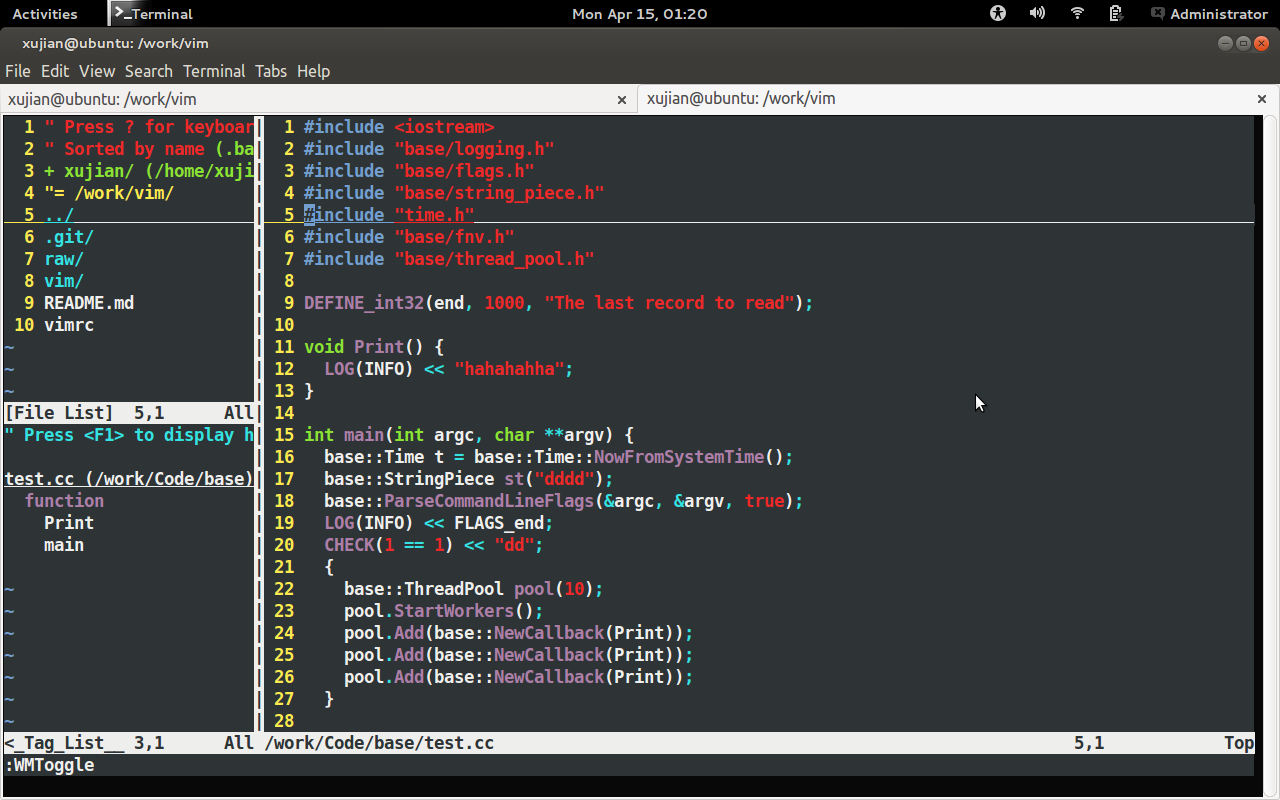 Activities Terminal Mon Apr 15, 01:20 Administrator
xujian@ubuntu: /work/vim
File Edit View Search Terminal Tabs Help
xujian@ubuntu: /work/vim × xujian@ubuntu: /work/vim ×
1 " Press ? for keyboar
2 " Sorted by name (.ba
3 + xujian/ (/home/xuji
4 "= /work/vim/
5 ../
6 .git/
7 raw/
8 vim/
9 README.md
10 vimrc
~
~
~
[File List] 5,1 All
" Press <F1> to display h
test.cc (/work/Code/base)
function
Print
main
~
~
~
~
~
~
~
<_Tag_List__ 3,1 All
1 #include <iostream>
2 #include "base/logging.h"
3 #include "base/flags.h"
4 #include "base/string_piece.h"
5 #include "time.h"
6 #include "base/fnv.h"
7 #include "base/thread_pool.h"
8
9 DEFINE_int32(end, 1000, "The last record to read");
10
11 void Print() {
12   LOG(INFO) << "hahahahha";
13 }
14
15 int main(int argc, char **argv) {
16   base::Time t = base::Time::NowFromSystemTime();
17   base::StringPiece st("dddd");
18   base::ParseCommandLineFlags(&argc, &argv, true);
19   LOG(INFO) << FLAGS_end;
20   CHECK(1 == 1) << "dd";
21   {
22     base::ThreadPool pool(10);
23     pool.StartWorkers();
24     pool.Add(base::NewCallback(Print));
25     pool.Add(base::NewCallback(Print));
26     pool.Add(base::NewCallback(Print));
27   }
28
/work/Code/base/test.cc 5,1 Top
:WMToggle